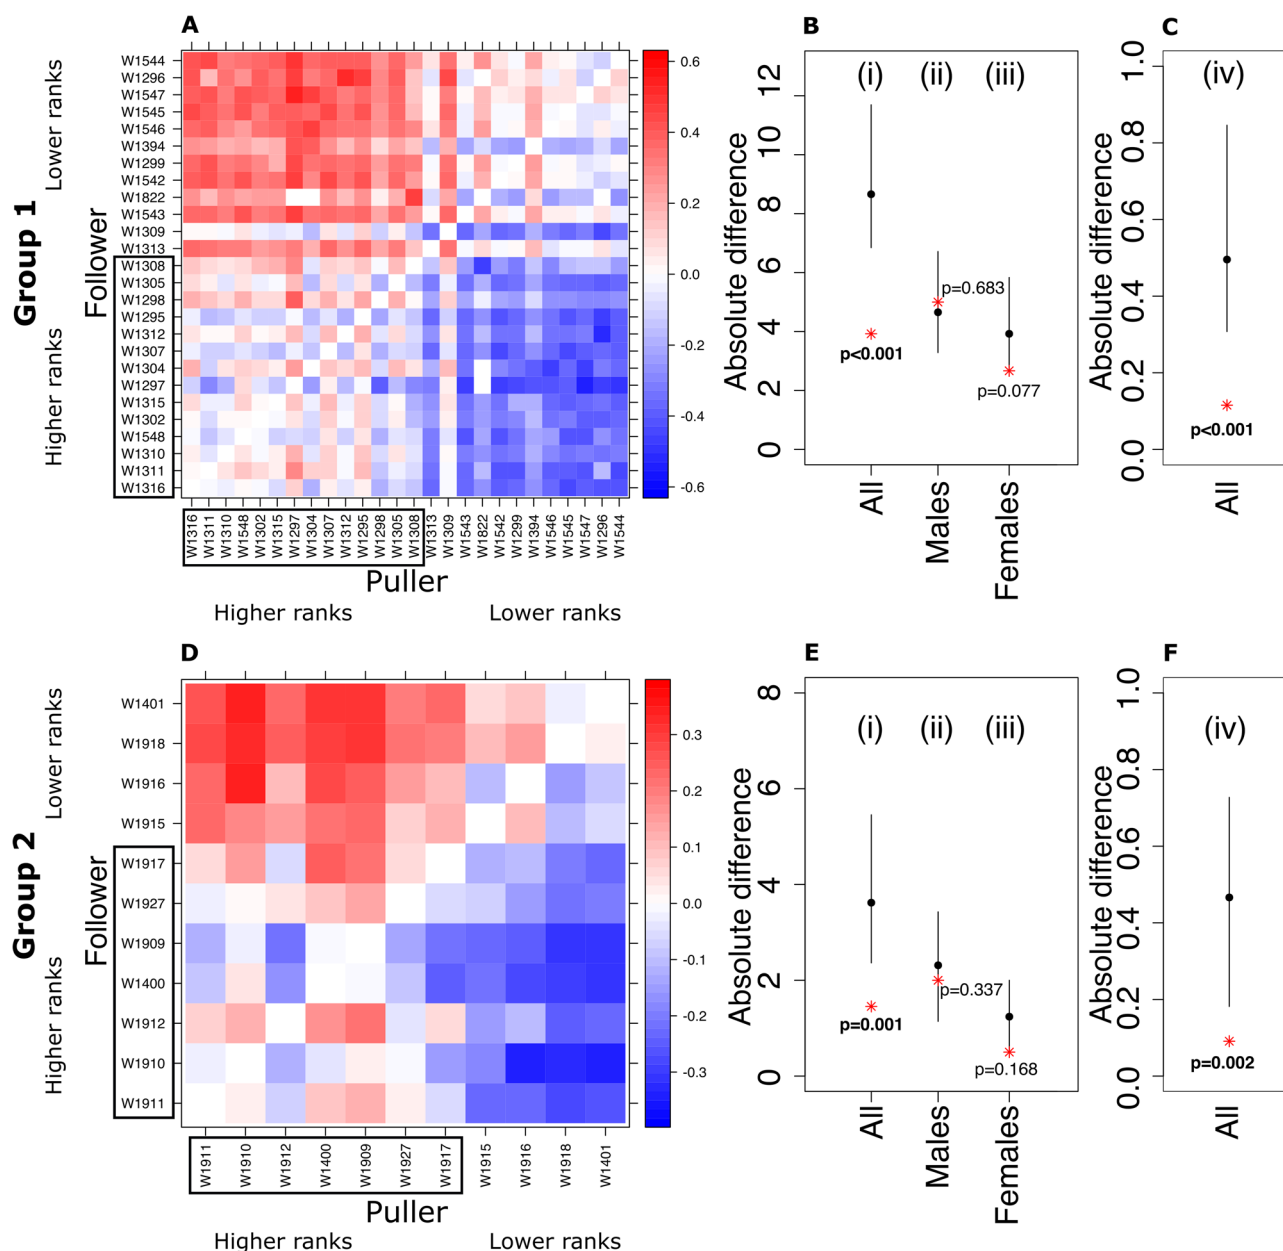 A
B
C
Group 1
Lower ranks
Higher ranks
Follower
W1544
W1296
W1547
W1545
W1546
W1394
W1299
W1542
W1822
W1543
W1309
W1313
W1308
W1305
W1298
W1295
W1312
W1307
W1304
W1297
W1315
W1302
W1548
W1310
W1311
W1316
W1316 W1311 W1310 W1548 W1302 W1315 W1297 W1304 W1307 W1312 W1295 W1298 W1305 W1308 W1313 W1309 W1543 W1822 W1542 W1299 W1394 W1546 W1545 W1547 W1296 W1544
Puller
Higher ranks Lower ranks
0.6
0.4
0.2
0.0
-0.2
-0.4
-0.6
Absolute difference
12
10
8
6
4
2
0
(i) (ii) (iii)
p=0.683
p<0.001
p=0.077
All Males Females
Absolute difference
1.0
0.8
0.6
0.4
0.2
0.0
(iv)
p<0.001
All
D
E
F
Group 2
Lower ranks
Higher ranks
Follower
W1401
W1918
W1916
W1915
W1917
W1927
W1909
W1400
W1912
W1910
W1911
W1911 W1910 W1912 W1400 W1909 W1927 W1917 W1915 W1916 W1918 W1401
Puller
Higher ranks Lower ranks
0.3
0.2
0.1
0.0
-0.1
-0.2
-0.3
Absolute difference
8
6
4
2
0
(i) (ii) (iii)
p=0.337
p=0.001
p=0.168
All Males Females
Absolute difference
1.0
0.8
0.6
0.4
0.2
0.0
(iv)
p=0.002
All